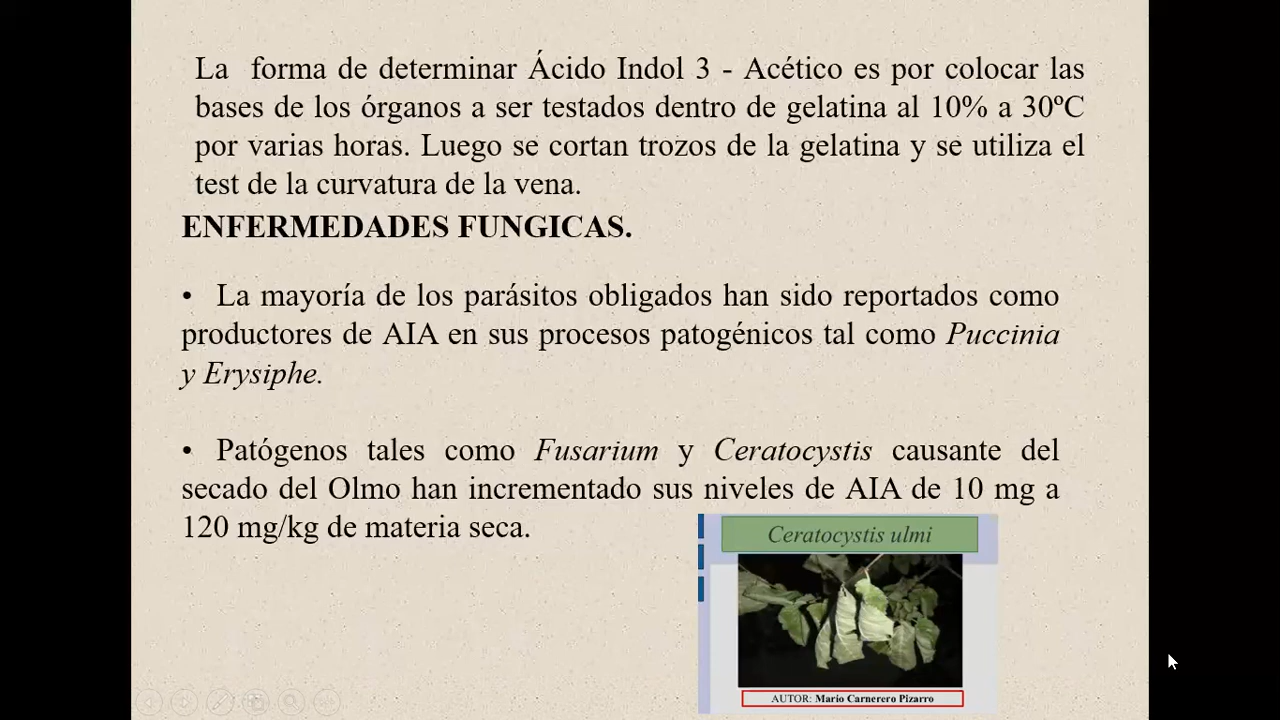 La forma de determinar Ácido Indol 3 - Acético es por colocar las
bases de los órganos a ser testados dentro de gelatina al 10% a 30ºC
por varias horas. Luego se cortan trozos de la gelatina y se utiliza el
test de la curvatura de la vena.
ENFERMEDADES FUNGICAS.
• La mayoría de los parásitos obligados han sido reportados como
productores de AIA en sus procesos patogénicos tal como Puccinia
y Erysiphe.
• Patógenos tales como Fusarium y Ceratocystis causante del
secado del Olmo han incrementado sus niveles de AIA de 10 mg a
120 mg/kg de materia seca.
Ceratocystis ulmi
AUTOR: Mario Carnerero Pizarro